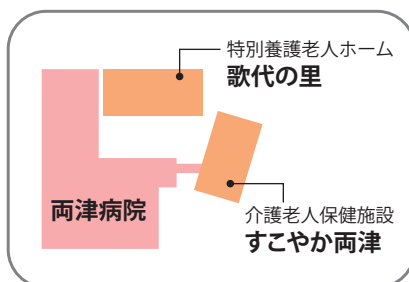 特別養護老人ホーム
歌代の里
両津病院
介護老人保健施設
すこやか両津